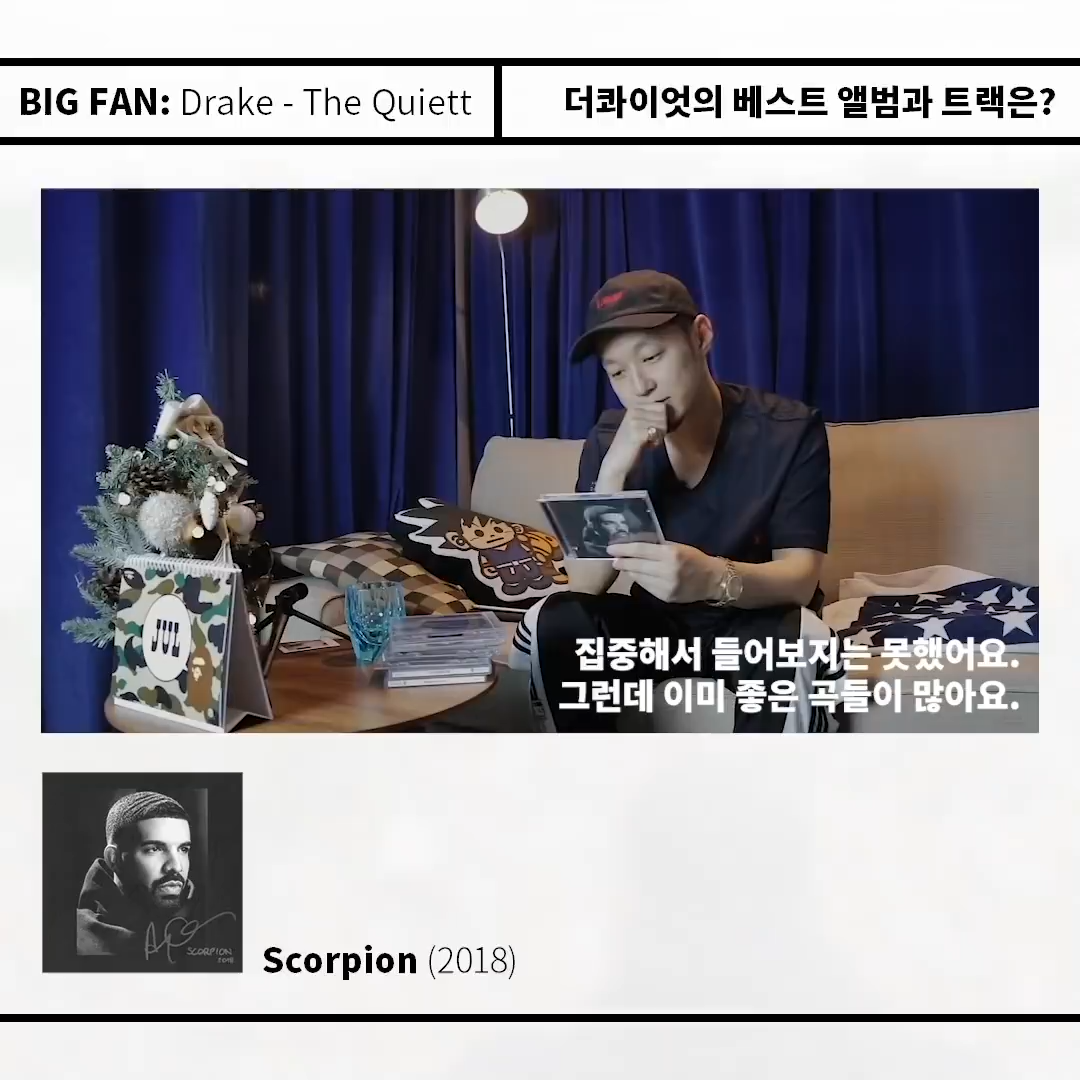 BIG FAN: Drake - The Quiett
더콰이엇의 베스트 앨범과 트랙은?
JUL
집중해서 들어보지는 못했어요.
그런데 이미 좋은 곡들이 많아요.
SCORPION
2018
Scorpion (2018)